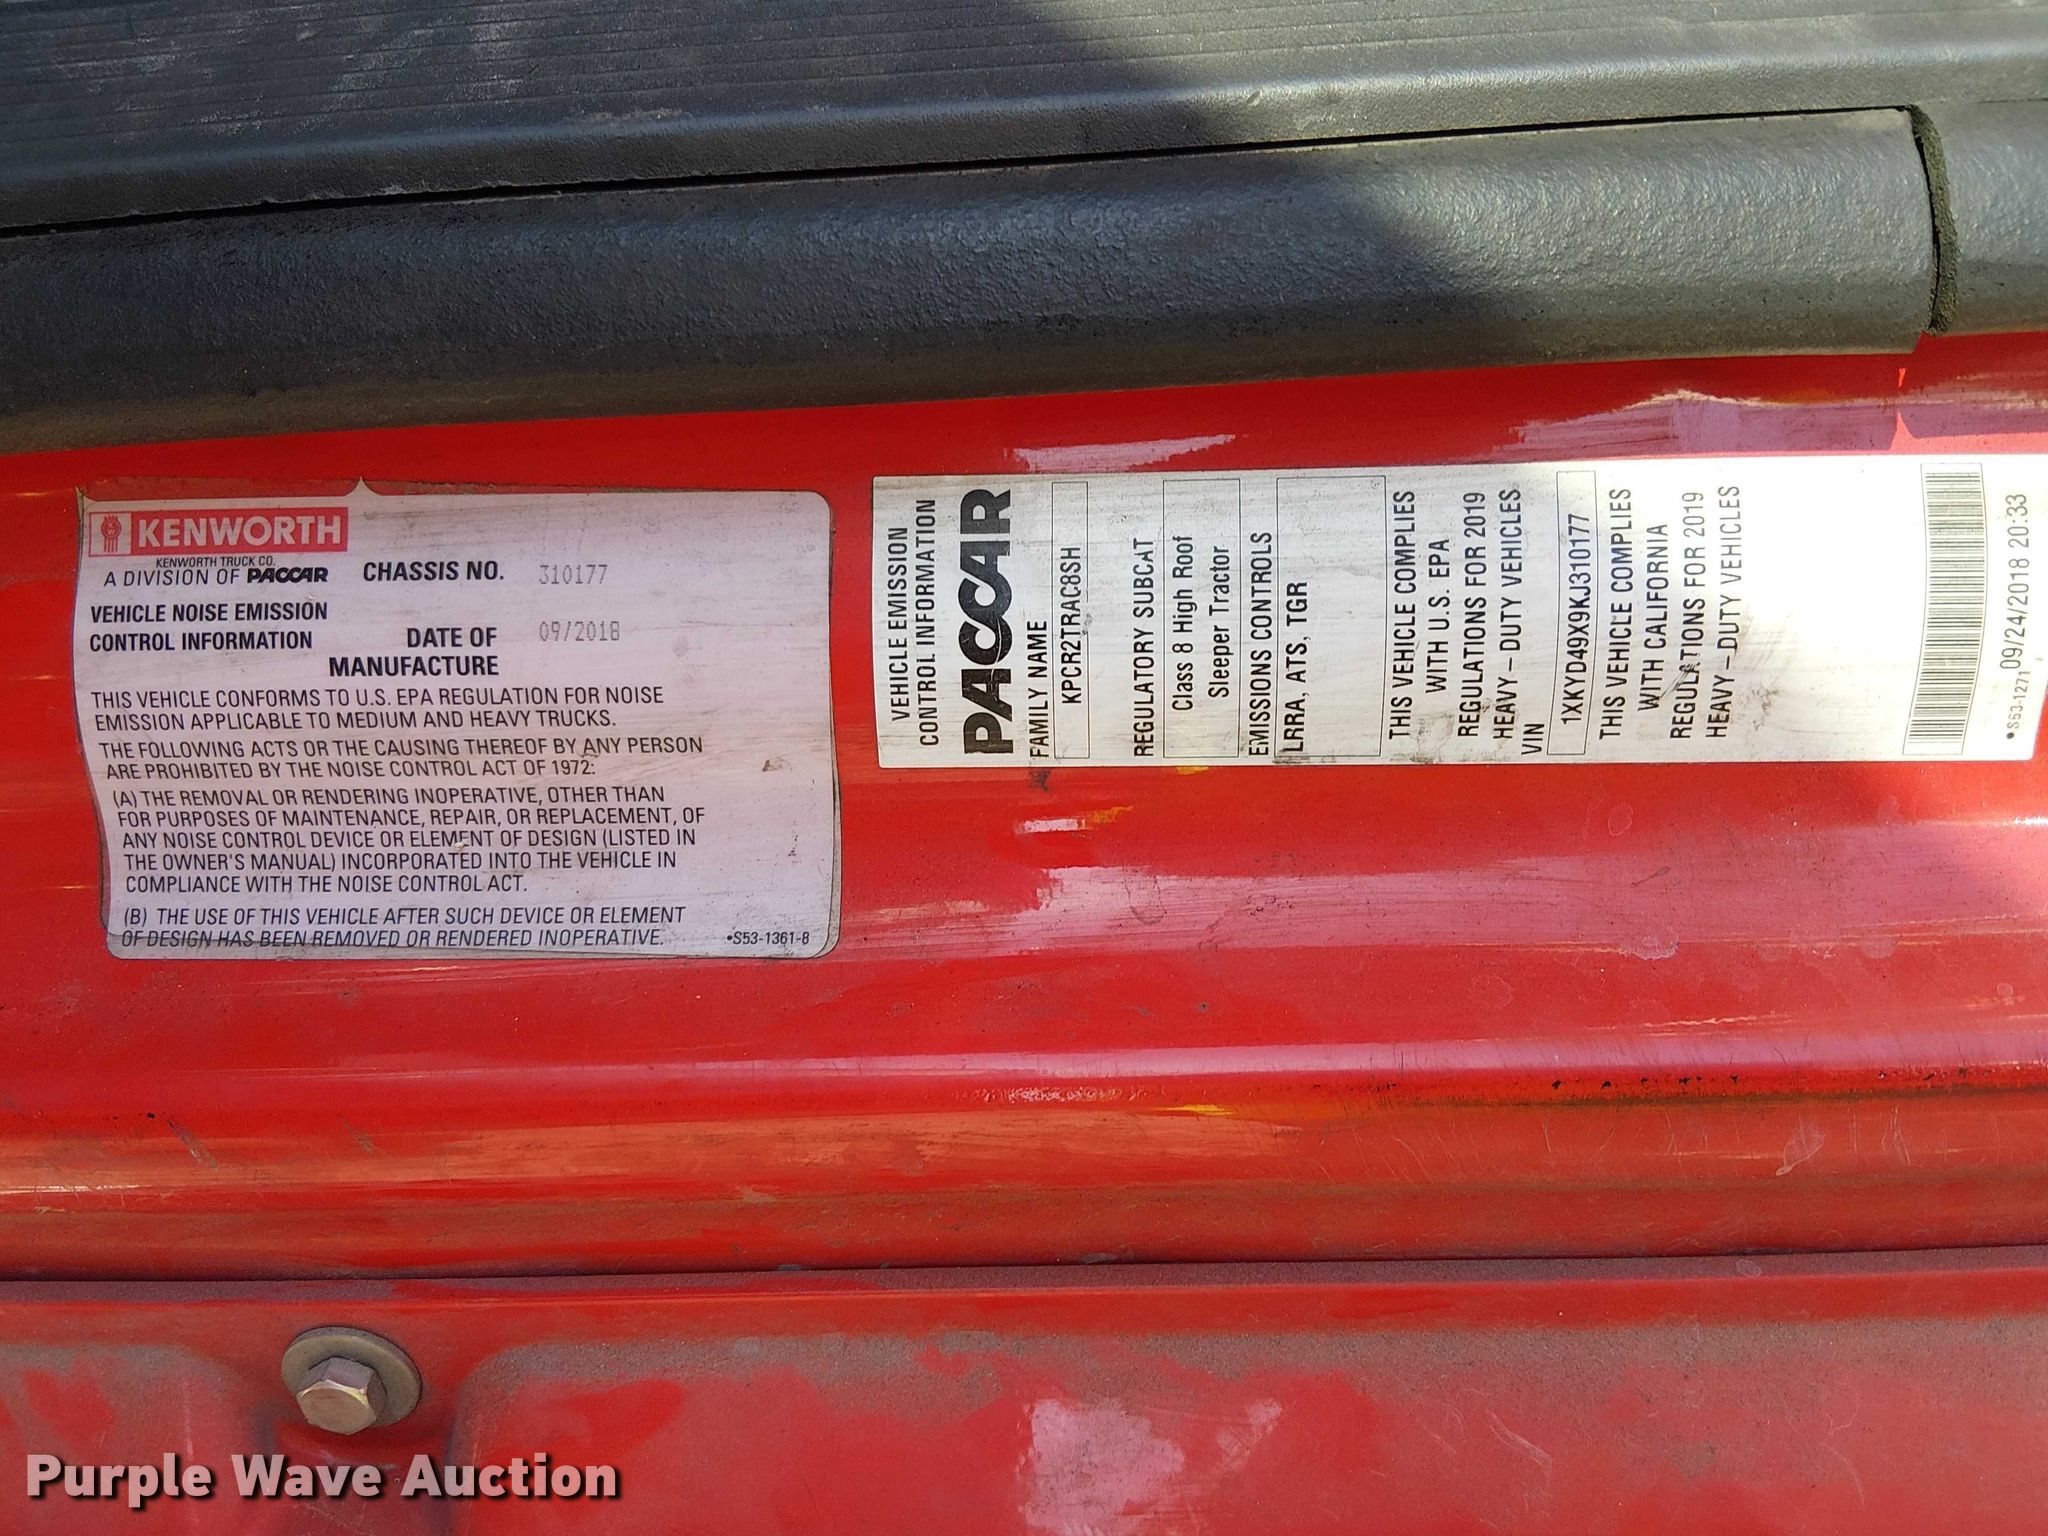 KENWORTH
KENWORTH TRUCK CO.
A DIVISION OF PACCAR
CHASSIS NO. 310177
VEHICLE NOISE EMISSION
CONTROL INFORMATION
DATE OF 09/2018
MANUFACTURE
THIS VEHICLE CONFORMS TO U.S. EPA REGULATION FOR NOISE
EMISSION APPLICABLE TO MEDIUM AND HEAVY TRUCKS.
THE FOLLOWING ACTS OR THE CAUSING THEREOF BY ANY PERSON
ARE PROHIBITED BY THE NOISE CONTROL ACT OF 1972:
(A) THE REMOVAL OR RENDERING INOPERATIVE, OTHER THAN
FOR PURPOSES OF MAINTENANCE, REPAIR, OR REPLACEMENT, OF
ANY NOISE CONTROL DEVICE OR ELEMENT OF DESIGN (LISTED IN
THE OWNER'S MANUAL) INCORPORATED INTO THE VEHICLE IN
COMPLIANCE WITH THE NOISE CONTROL ACT.
(B) THE USE OF THIS VEHICLE AFTER SUCH DEVICE OR ELEMENT
OF DESIGN HAS BEEN REMOVED OR RENDERED INOPERATIVE.
•S53-1361-8
VEHICLE EMISSION
CONTROL INFORMATION
PACCAR
FAMILY NAME
KPCR2TRAC8SH
REGULATORY SUBCAT
Class 8 High Roof
Sleeper Tractor
EMISSIONS CONTROLS
LRRA, ATS, TGR
THIS VEHICLE COMPLIES
WITH U.S. EPA
REGULATIONS FOR 2019
HEAVY-DUTY VEHICLES
VIN
1XKYD49X9KJ310177
THIS VEHICLE COMPLIES
WITH CALIFORNIA
REGULATIONS FOR 2019
HEAVY-DUTY VEHICLES
•S53-1271 09/24/2018 20:33
Purple Wave Auction